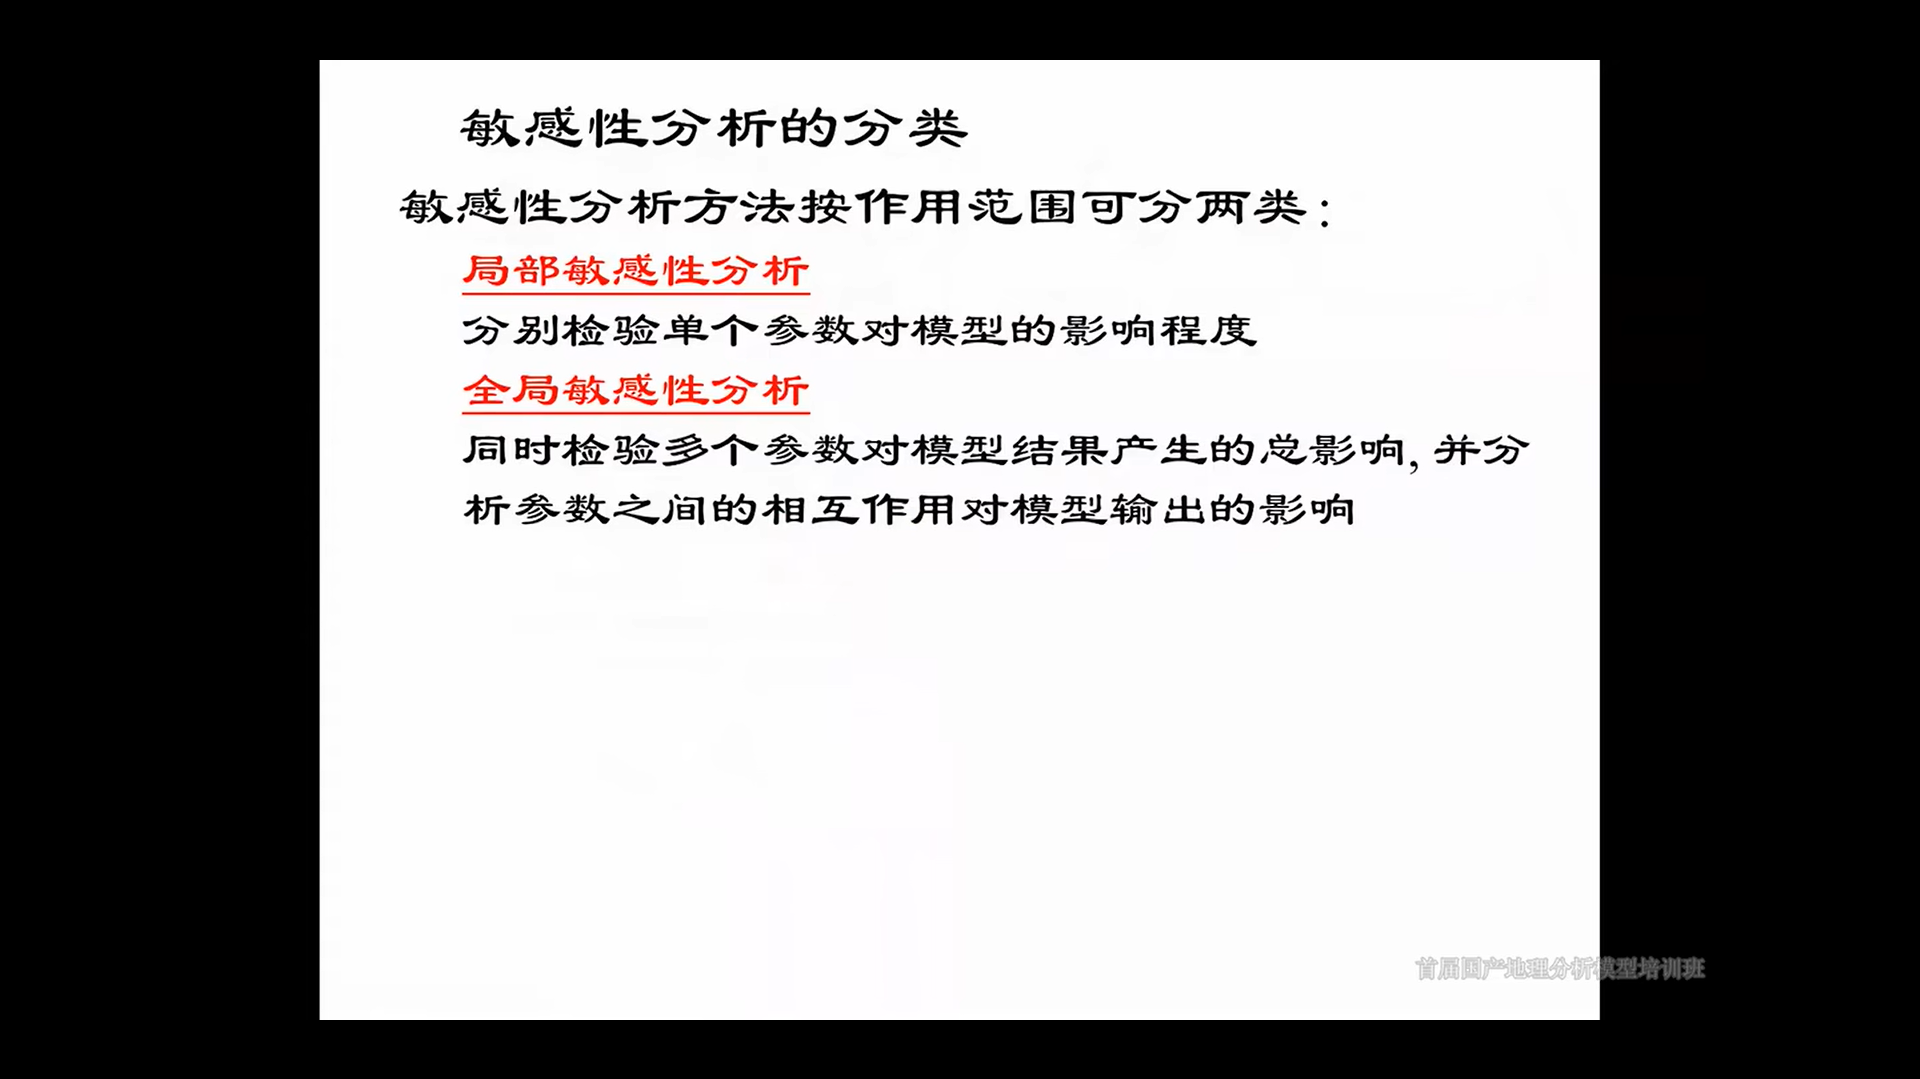 敏感性分析的分类
敏感性分析方法按作用范围可分两类：
局部敏感性分析
分别检验单个参数对模型的影响程度
全局敏感性分析
同时检验多个参数对模型结果产生的总影响, 并分
析参数之间的相互作用对模型输出的影响
首届国产地理分析模型培训班